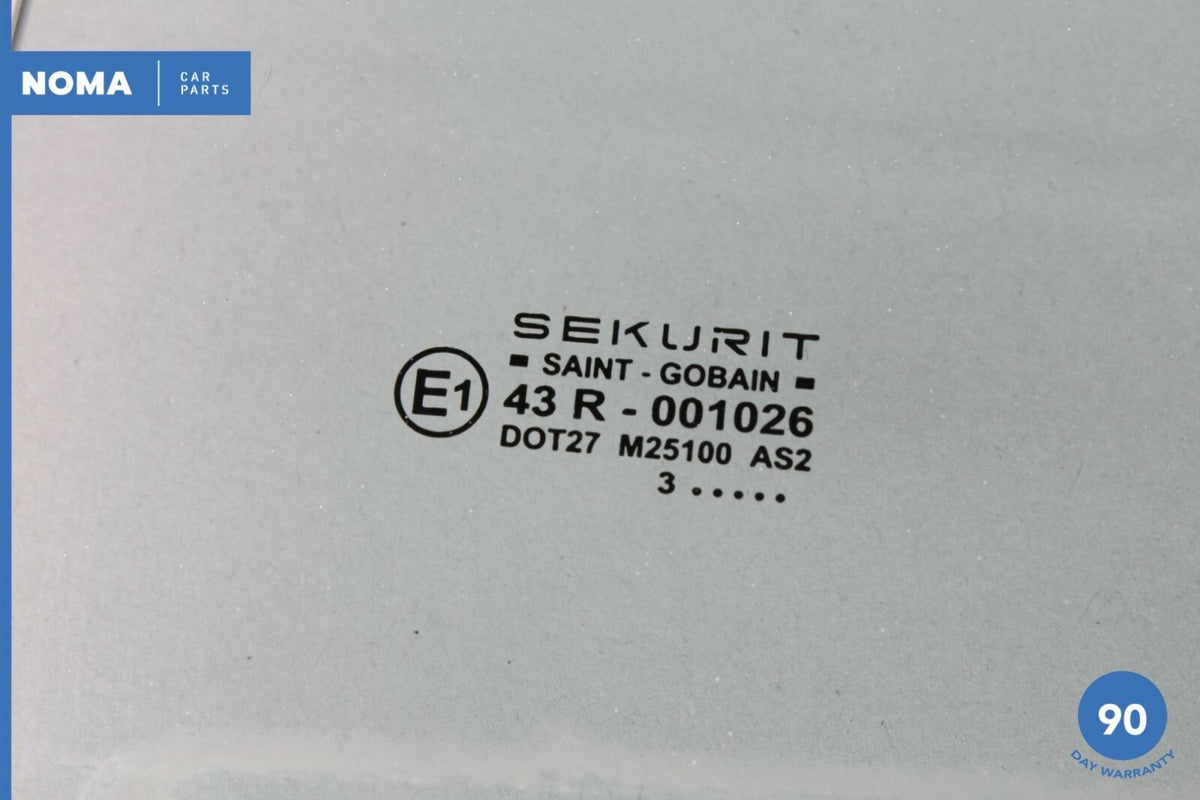 NOMA
CAR
PARTS
SEKURIT
SAINT - GOBAIN
E1
43 R - 001026
DOT27 M25100 AS2
3 . . . . .
90
DAY WARRANTY